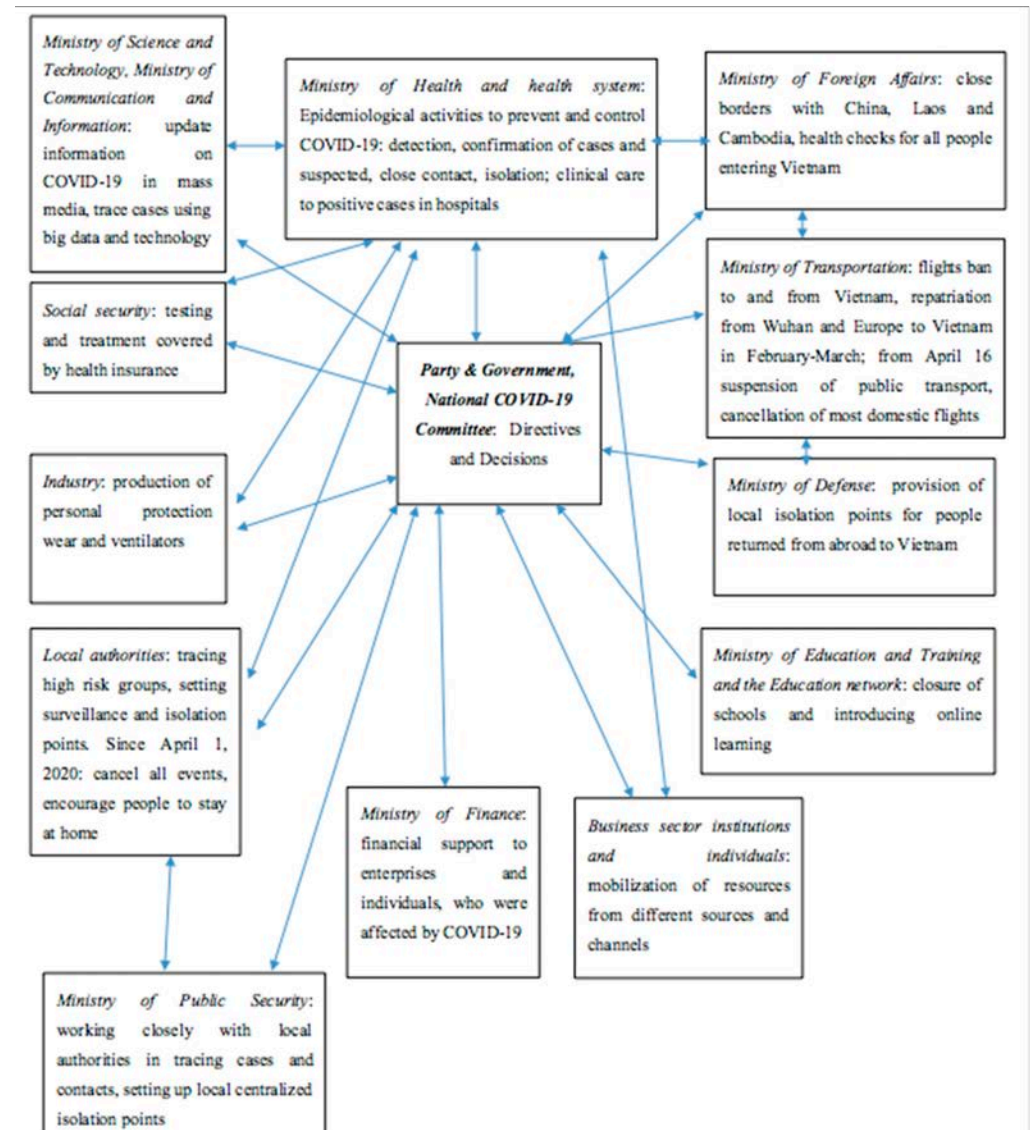 Ministry of Science and
Technology, Ministry of
Communication and
Information: update
information on
COVID-19 in mass
media, trace cases using
big data and technology
Ministry of Health and health system:
Epidemiological activities to prevent and control
COVID-19: detection, confirmation of cases and
suspected, close contact, isolation; clinical care
to positive cases in hospitals
Ministry of Foreign Affairs: close
borders with China, Laos and
Cambodia, health checks for all people
entering Vietnam
Social security: testing
and treatment covered
by health insurance
Party & Government,
National COVID-19
Committee: Directives
and Decisions
Ministry of Transportation: flights ban
to and from Vietnam, repatriation
from Wuhan and Europe to Vietnam
in February-March; from April 16
suspension of public transport,
cancellation of most domestic flights
Industry: production of
personal protection
wear and ventilators
Ministry of Defense: provision of
local isolation points for people
returned from abroad to Vietnam
Local authorities: tracing
high risk groups, setting
surveillance and isolation
points. Since April 1,
2020: cancel all events,
encourage people to stay
at home
Ministry of Education and Training
and the Education network: closure of
schools and introducing online
learning
Ministry of Finance:
financial support to
enterprises and
individuals, who were
affected by COVID-19
Business sector institutions
and individuals:
mobilization of resources
from different sources and
channels
Ministry of Public Security:
working closely with local
authorities in tracing cases and
contacts, setting up local centralized
isolation points